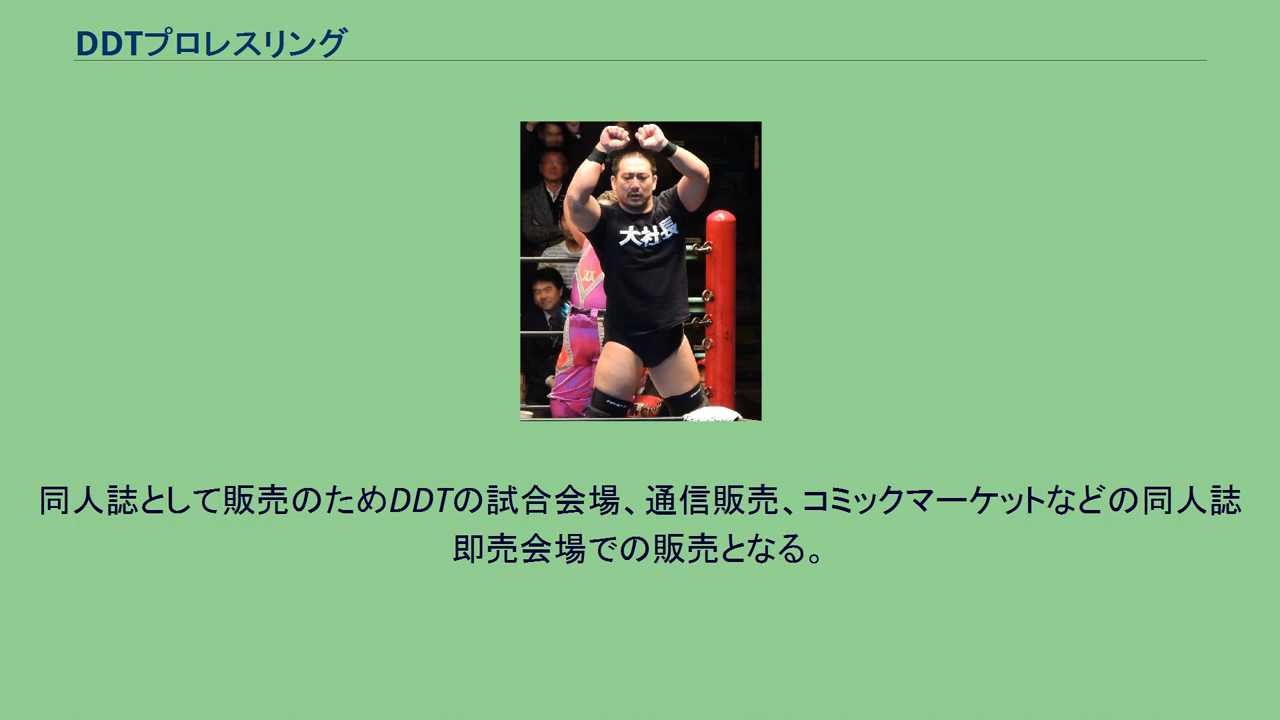 DDTプロレスリング
大社長
同人誌として販売のためDDTの試合会場、通信販売、コミックマーケットなどの同人誌
即売会場での販売となる。